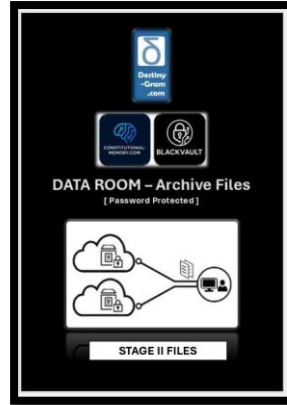 δ
Destiny
-Gram
.com
CONSTITUTIONAL-
MEMORY.COM
BLACKVAULT
DATA ROOM – Archive Files
[ Password Protected ]
STAGE II FILES